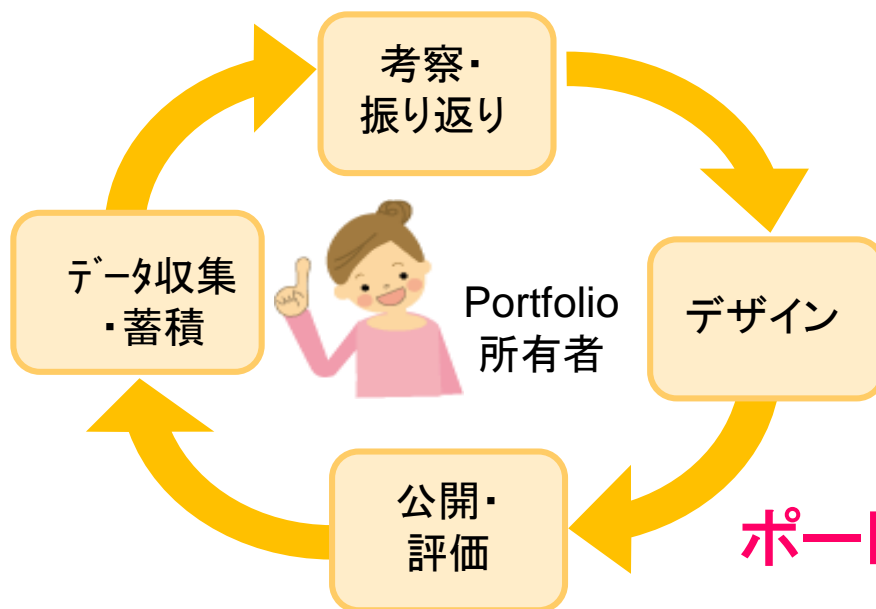 考察・
振り返り
ﾃﾞｰﾀ収集
・蓄積
Portfolio
所有者
デザイン
公開・
評価
ポー